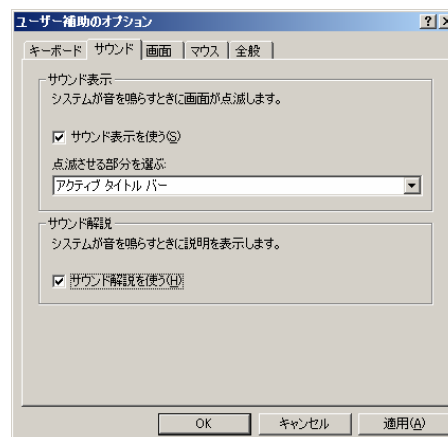 ユーザー補助のオプション
キーボード サウンド 画面 マウス 全般
サウンド表示
システムが音を鳴らすときに画面が点滅します。
サウンド表示を使う(S)
点滅させる部分を選ぶ:
アクティブ タイトル バー
サウンド解説
システムが音を鳴らすときに説明を表示します。
サウンド解説を使う(H)
OK キャンセル 適用(A)